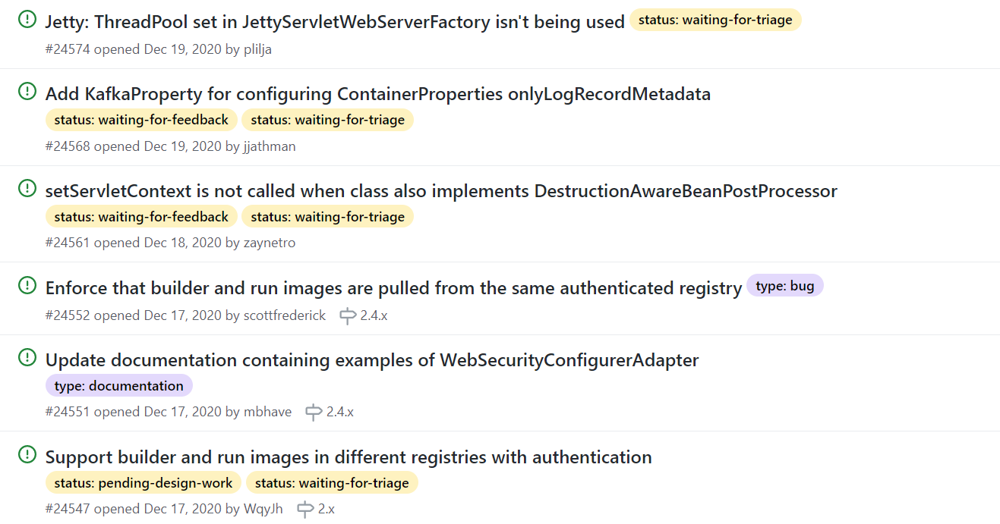 Jetty: ThreadPool set in JettyServletWebServerFactory isn't being used status: waiting-for-triage
#24574 opened Dec 19, 2020 by plilja
Add KafkaProperty for configuring ContainerProperties onlyLogRecordMetadata
status: waiting-for-feedback status: waiting-for-triage
#24568 opened Dec 19, 2020 by jjathman
setServletContext is not called when class also implements DestructionAwareBeanPostProcessor
status: waiting-for-feedback status: waiting-for-triage
#24561 opened Dec 18, 2020 by zaynetro
Enforce that builder and run images are pulled from the same authenticated registry type: bug
#24552 opened Dec 17, 2020 by scottfrederick 2.4.x
Update documentation containing examples of WebSecurityConfigurerAdapter
type: documentation
#24551 opened Dec 17, 2020 by mbhave 2.4.x
Support builder and run images in different registries with authentication
status: pending-design-work status: waiting-for-triage
#24547 opened Dec 17, 2020 by WqyJh 2.x